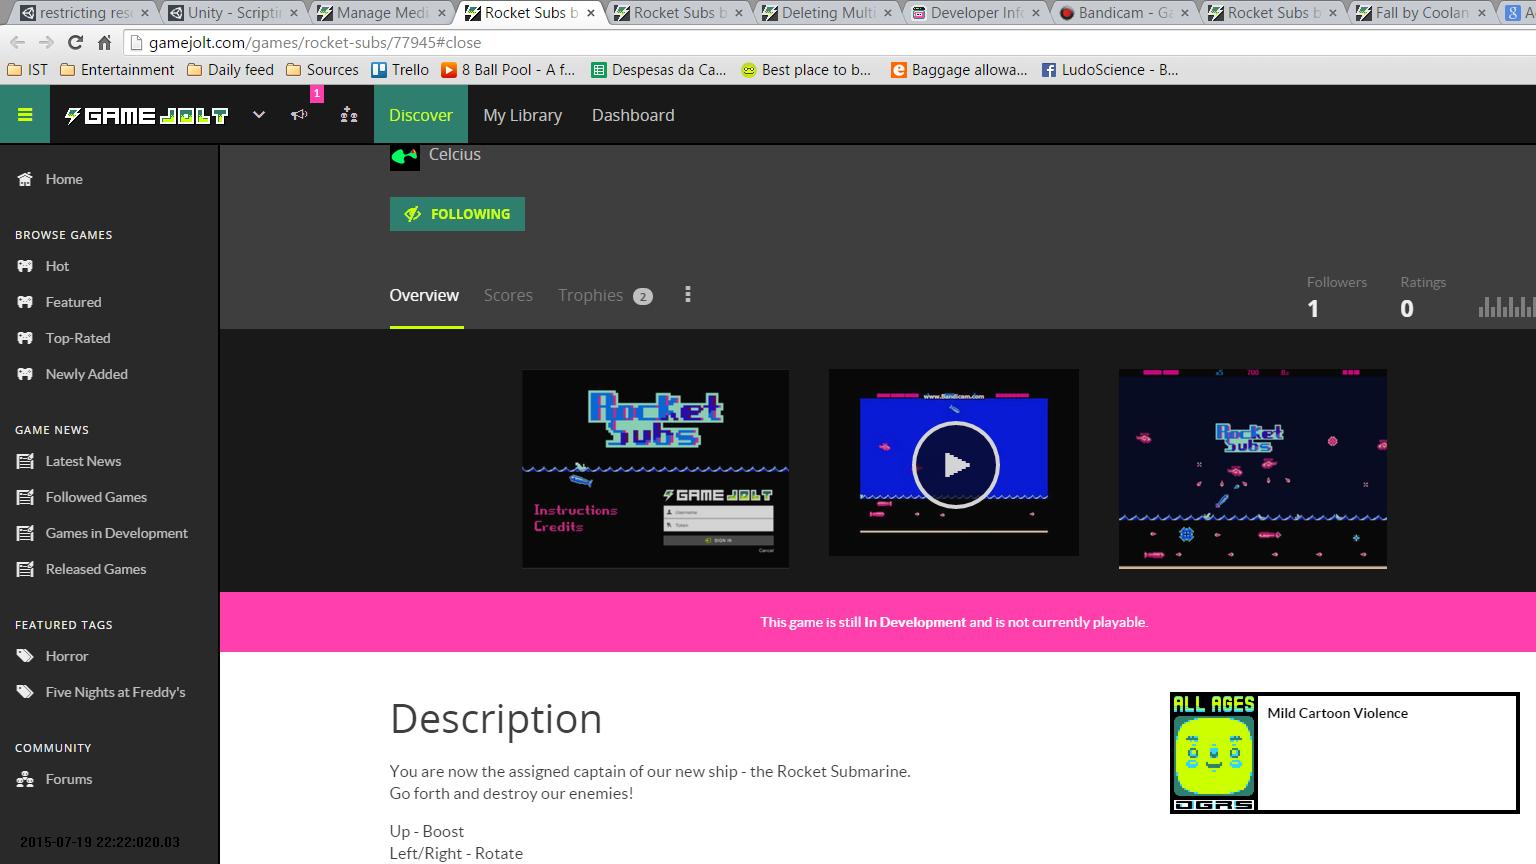 restricting res
Unity - Scriptin
Manage Medi
Rocket Subs b
Rocket Subs b
Deleting Multi
Developer Info
Bandicam - Ga
Rocket Subs b
Fall by Coolan
gamejolt.com/games/rocket-subs/77945#close
IST
Entertainment
Daily feed
Sources
Trello
8 Ball Pool - A f...
Despesas da Ca...
Best place to b...
Baggage allowa...
LudoScience - B...
GAME JOLT
1
Discover
My Library
Dashboard
Celcius
FOLLOWING
Home
BROWSE GAMES
Hot
Featured
Top-Rated
Newly Added
GAME NEWS
Latest News
Followed Games
Games in Development
Released Games
FEATURED TAGS
Horror
Five Nights at Freddy's
COMMUNITY
Forums
2015-07-19 22:22:020.03
Overview
Scores
Trophies 2
Followers
1
Ratings
0
Rocket
Subs
Instructions
Credits
GAME JOLT
Username
Token
SIGN IN
Cancel
www.Bandicam.com
x5
700
Rocket
Subs
This game is still In Development and is not currently playable.
Description
You are now the assigned captain of our new ship - the Rocket Submarine.
Go forth and destroy our enemies!
Up - Boost
Left/Right - Rotate
ALL AGES
DGRS
Mild Cartoon Violence